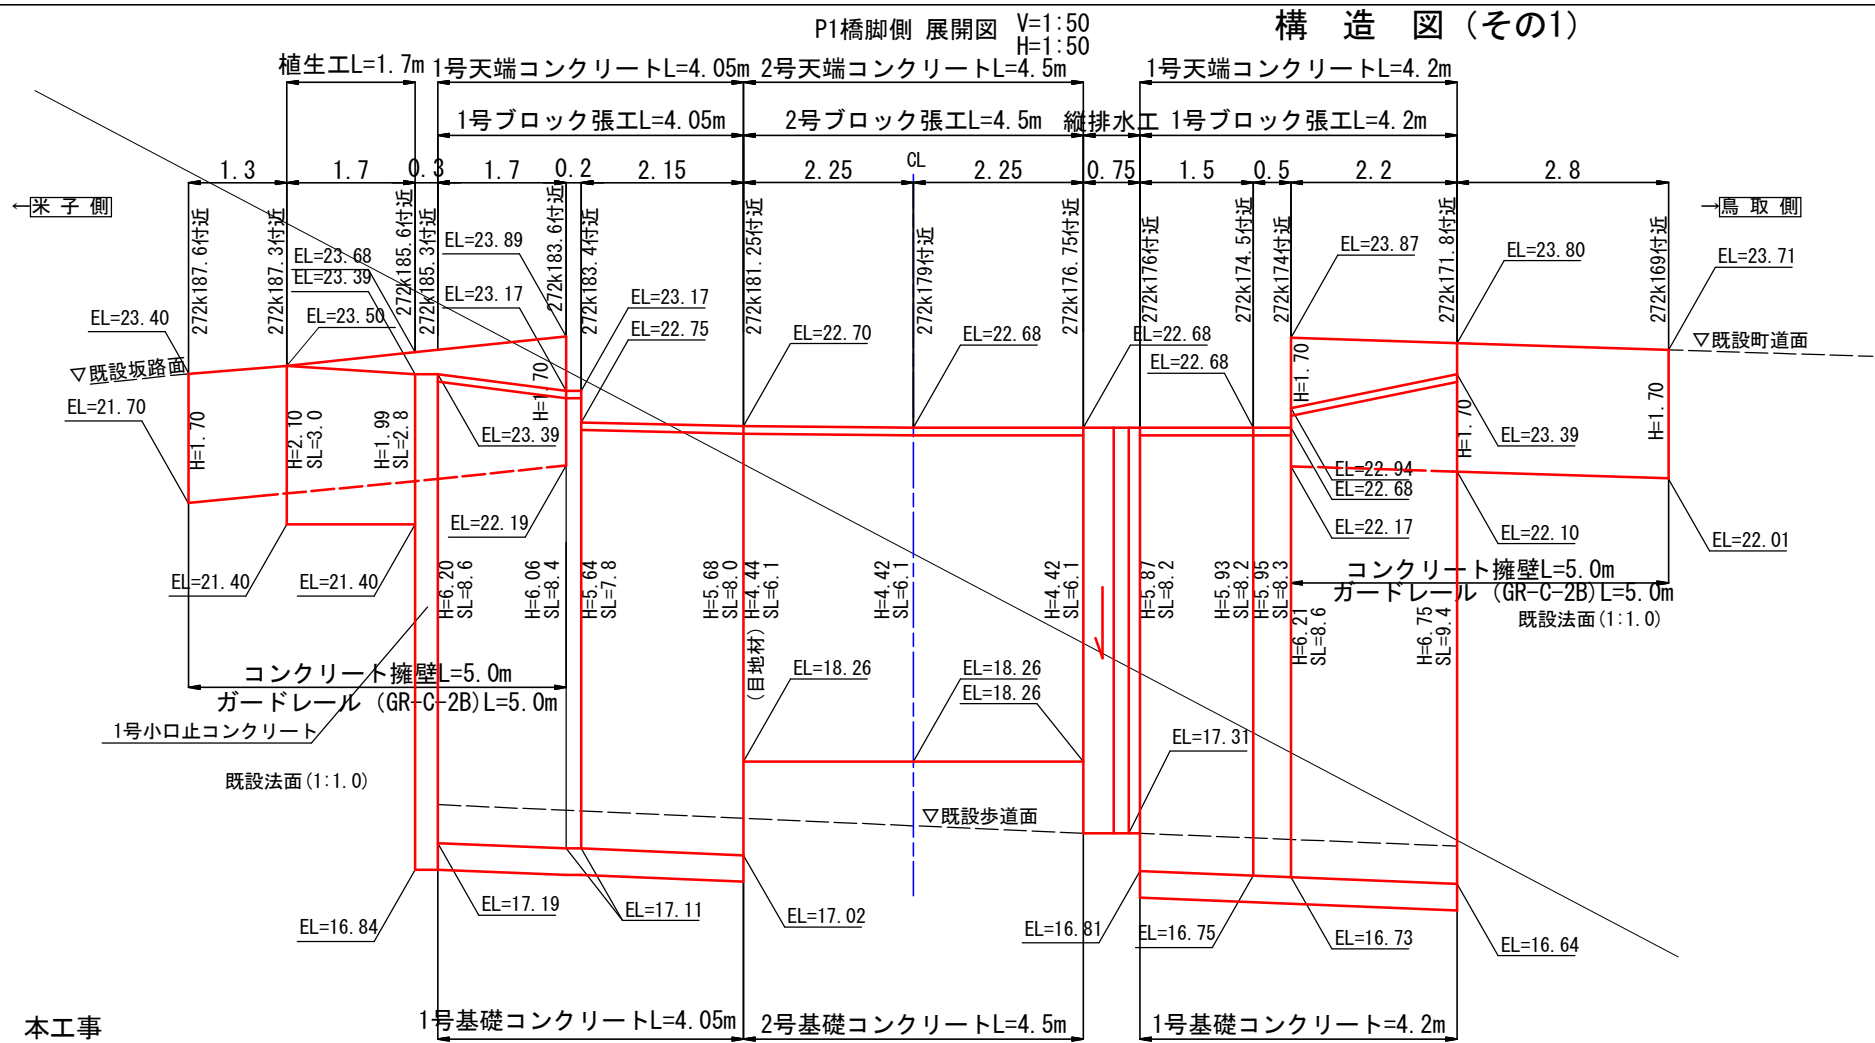 構 造 図 (その1)
P1橋脚側 展開図 V=1:50
H=1:50
植生工L=1.7m
1号天端コンクリートL=4.05m
2号天端コンクリートL=4.5m
1号天端コンクリートL=4.2m
1号ブロック張工L=4.05m
2号ブロック張工L=4.5m
縦排水工
1号ブロック張工L=4.2m
1.3
1.7
0.3
1.7
0.2
2.15
2.25
CL
2.25
0.75
1.5
0.5
2.2
2.8
←米 子 側
→鳥 取 側
272k187.6付近
272k187.3付近
272k185.6付近
272k185.3付近
272k183.6付近
272k183.4付近
272k181.25付近
272k179付近
272k176.75付近
272k176付近
272k174.5付近
272k174付近
272k171.8付近
272k169付近
EL=23.68
EL=23.39
EL=23.89
EL=23.17
EL=23.17
EL=22.75
EL=23.40
EL=23.50
EL=22.70
EL=22.68
EL=22.68
EL=22.68
EL=23.87
EL=23.80
EL=23.71
▽既設坂路面
▽既設町道面
EL=21.70
H=1.70
H=2.10
SL=3.0
H=1.99
SL=2.8
H=1.70
EL=23.39
EL=22.19
H=1.70
H=1.70
H=1.70
EL=23.39
EL=22.94
EL=22.68
EL=22.17
EL=22.10
EL=22.01
EL=21.40
EL=21.40
H=6.20
SL=8.6
H=6.06
SL=8.4
H=5.64
SL=7.8
H=5.68
SL=8.0
H=4.44
SL=6.1
(目地材)
H=4.42
SL=6.1
H=4.42
SL=6.1
H=5.87
SL=8.2
H=5.93
SL=8.2
H=5.95
SL=8.3
H=6.21
SL=8.6
H=6.75
SL=9.4
コンクリート擁壁L=5.0m
ガードレール (GR-C-2B)L=5.0m
既設法面(1:1.0)
コンクリート擁壁L=5.0m
ガードレール (GR-C-2B)L=5.0m
1号小口止コンクリート
既設法面(1:1.0)
EL=18.26
EL=18.26
EL=18.26
EL=17.31
▽既設歩道面
EL=16.84
EL=17.19
EL=17.11
EL=17.02
EL=16.81
EL=16.75
EL=16.73
EL=16.64
本工事
1号基礎コンクリートL=4.05m
2号基礎コンクリートL=4.5m
1号基礎コンクリート=4.2m